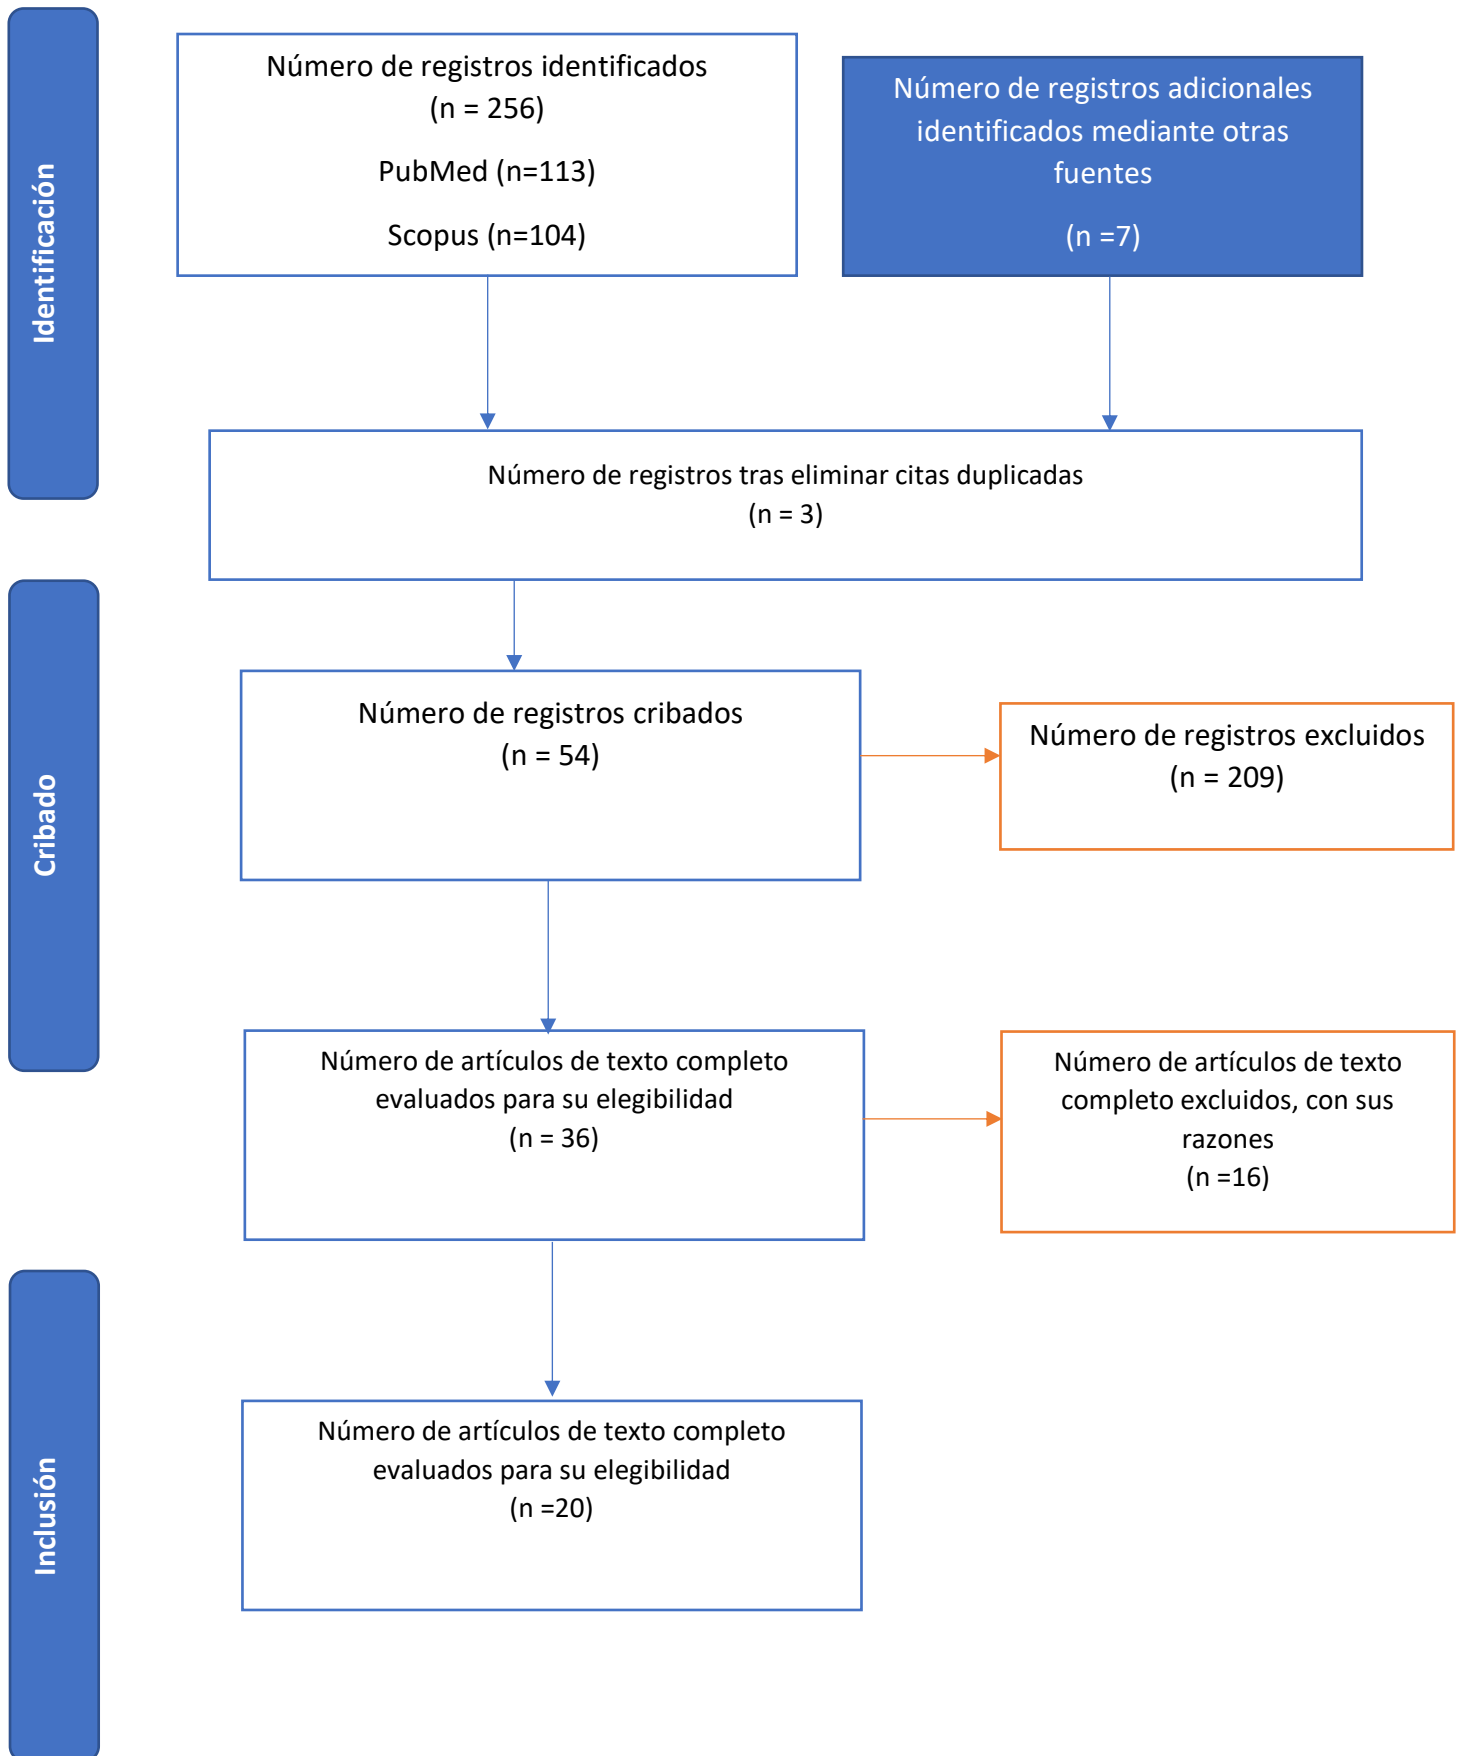 Identificación
Número de registros identificados
(n = 256)
PubMed (n=113)
Scopus (n=104)
Número de registros adicionales
identificados mediante otras
fuentes
(n =7)
Número de registros tras eliminar citas duplicadas
(n = 3)
Cribado
Número de registros cribados
(n = 54)
Número de registros excluidos
(n = 209)
Número de artículos de texto completo
evaluados para su elegibilidad
(n = 36)
Número de artículos de texto
completo excluidos, con sus
razones
(n =16)
Inclusión
Número de artículos de texto completo
evaluados para su elegibilidad
(n =20)